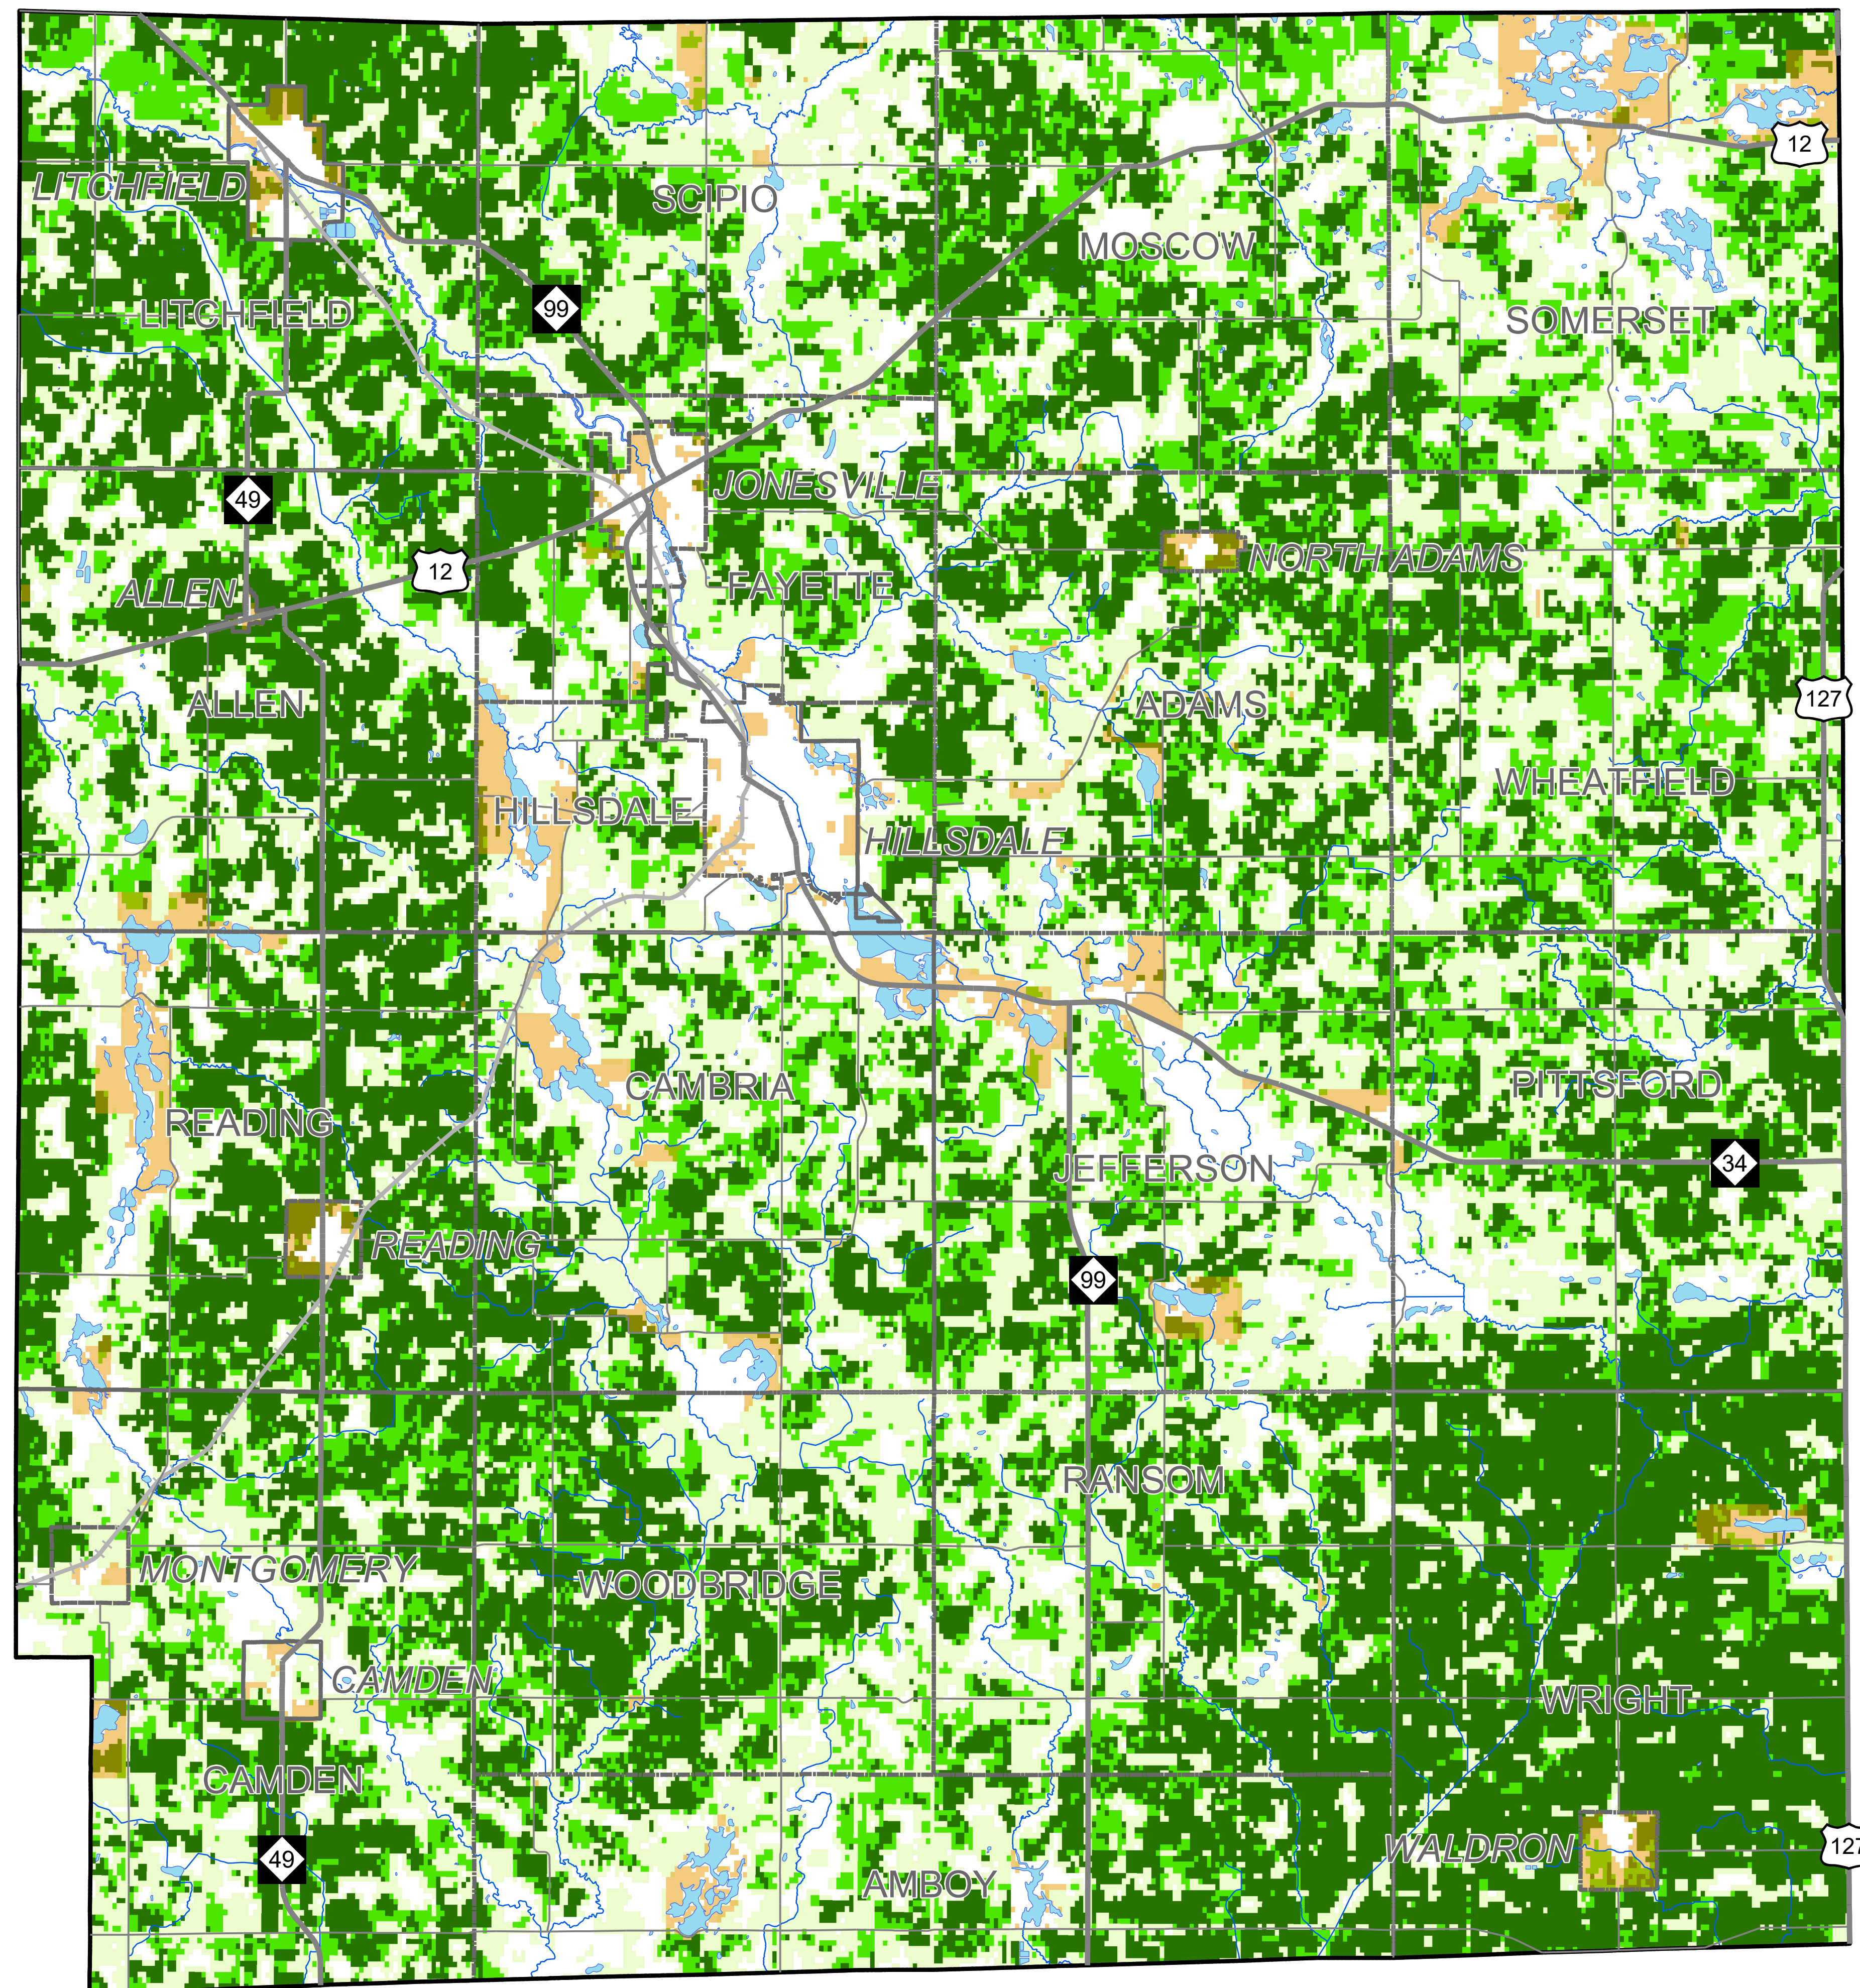 12
LITCHFIELD
SCIPIO
MOSCOW
99
LITCHFIELD
SOMERSET
49
JONESVILLE
12
NORTH ADAMS
ALLEN
FAYETTE
ALLEN
ADAMS
127
HILLSDALE
WHEATFIELD
HILLSDALE
CAMBRIA
PITTSFORD
READING
JEFFERSON
34
READING
99
RANSOM
MONTGOMERY
WOODBRIDGE
CAMDEN
WRIGHT
CAMDEN
49
AMBOY
WALDRON
127